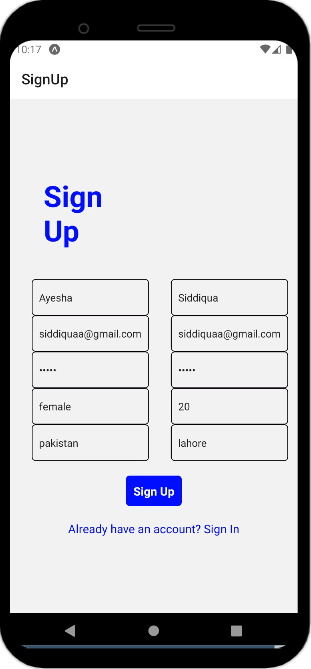 10:17
SignUp
Sign
Up
Ayesha Siddiqua
siddiquaa@gmail.com siddiquaa@gmail.com
••••• •••••
female 20
pakistan lahore
Sign Up
Already have an account? Sign In